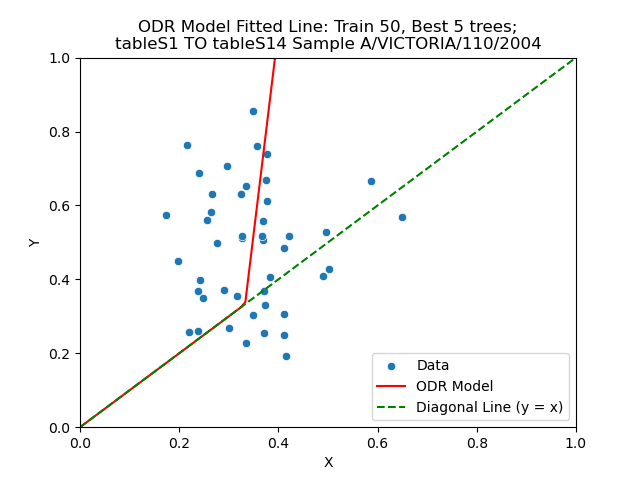 ODR Model Fitted Line: Train 50, Best 5 trees;
tableS1 TO tableS14 Sample A/VICTORIA/110/2004
1.0
0.8
0.6
Y
0.4
0.2
0.0
Data
ODR Model
Diagonal Line (y = x)
0.0 0.2 0.4 0.6 0.8 1.0
X